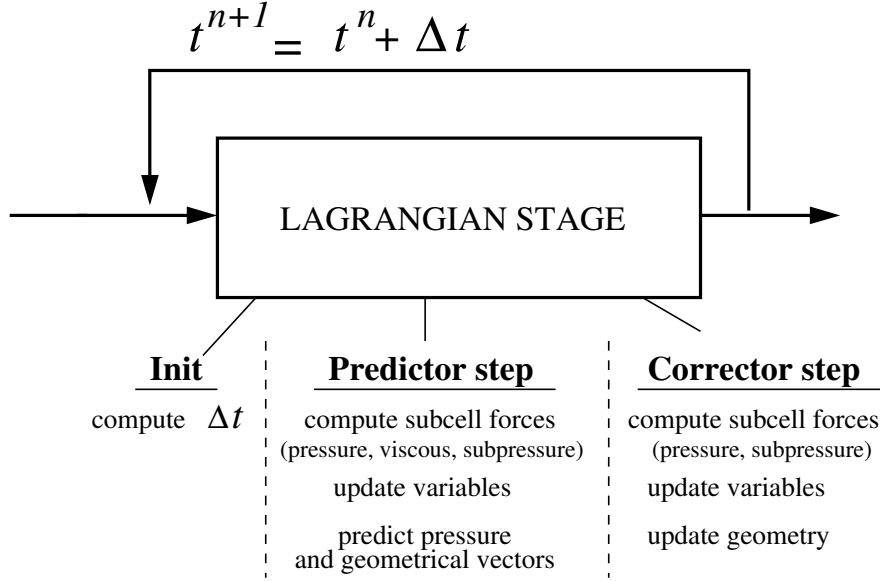 t^{n+1} = t^n + Δt
LAGRANGIAN STAGE
Init
compute Δt
Predictor step
compute subcell forces
(pressure, viscous, subpressure)
update variables
predict pressure
and geometrical vectors
Corrector step
compute subcell forces
(pressure, subpressure)
update variables
update geometry